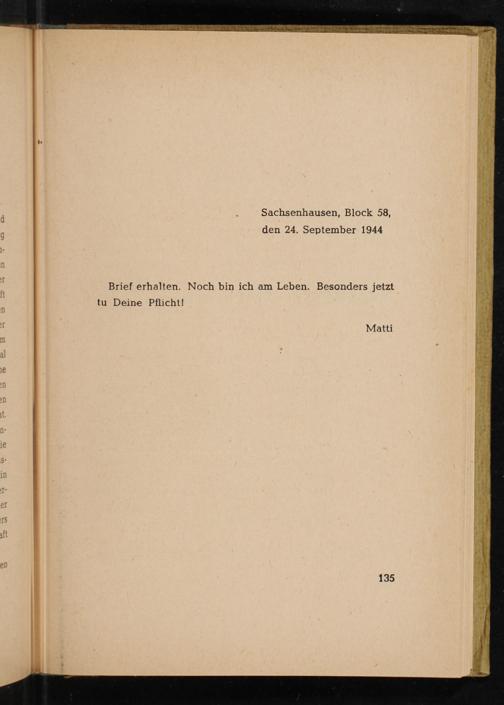 Sachsenhausen, Block 58,
den 24. September 1944
Brief erhalten. Noch bin ich am Leben. Besonders jetzt
tu Deine Pflicht!
Matti
135